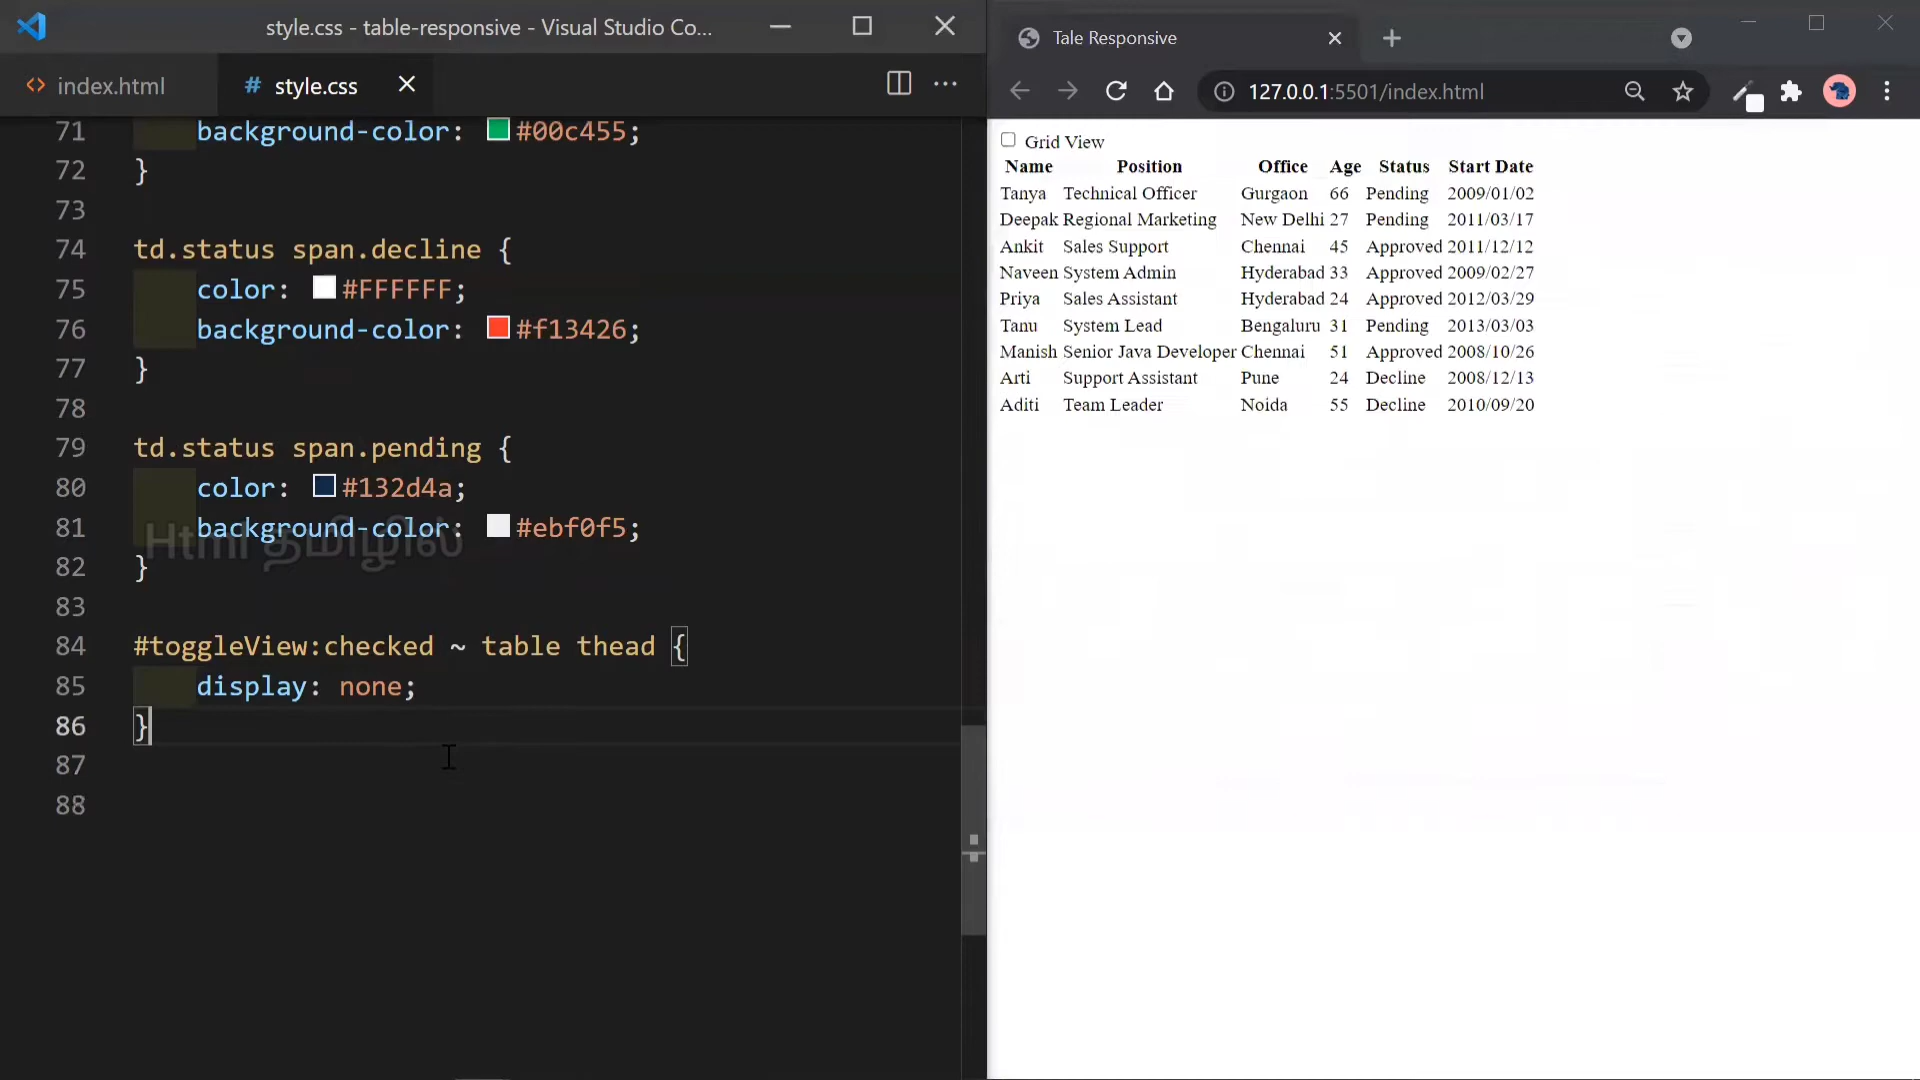 style.css - table-responsive - Visual Studio Co...
index.html
# style.css
71 background-color: #00c455;
72 }
73
74 td.status span.decline {
75 color: #FFFFFF;
76 background-color: #f13426;
77 }
78
79 td.status span.pending {
80 color: #132d4a;
81 background-color: #ebf0f5;
Html தமிழில்
82 }
83
84 #toggleView:checked ~ table thead {
85 display: none;
86 }
87
88
Tale Responsive
127.0.0.1:5501/index.html
Grid View
Name Position Office Age Status Start Date
Tanya Technical Officer Gurgaon 66 Pending 2009/01/02
Deepak Regional Marketing New Delhi 27 Pending 2011/03/17
Ankit Sales Support Chennai 45 Approved 2011/12/12
Naveen System Admin Hyderabad 33 Approved 2009/02/27
Priya Sales Assistant Hyderabad 24 Approved 2012/03/29
Tanu System Lead Bengaluru 31 Pending 2013/03/03
Manish Senior Java Developer Chennai 51 Approved 2008/10/26
Arti Support Assistant Pune 24 Decline 2008/12/13
Aditi Team Leader Noida 55 Decline 2010/09/20